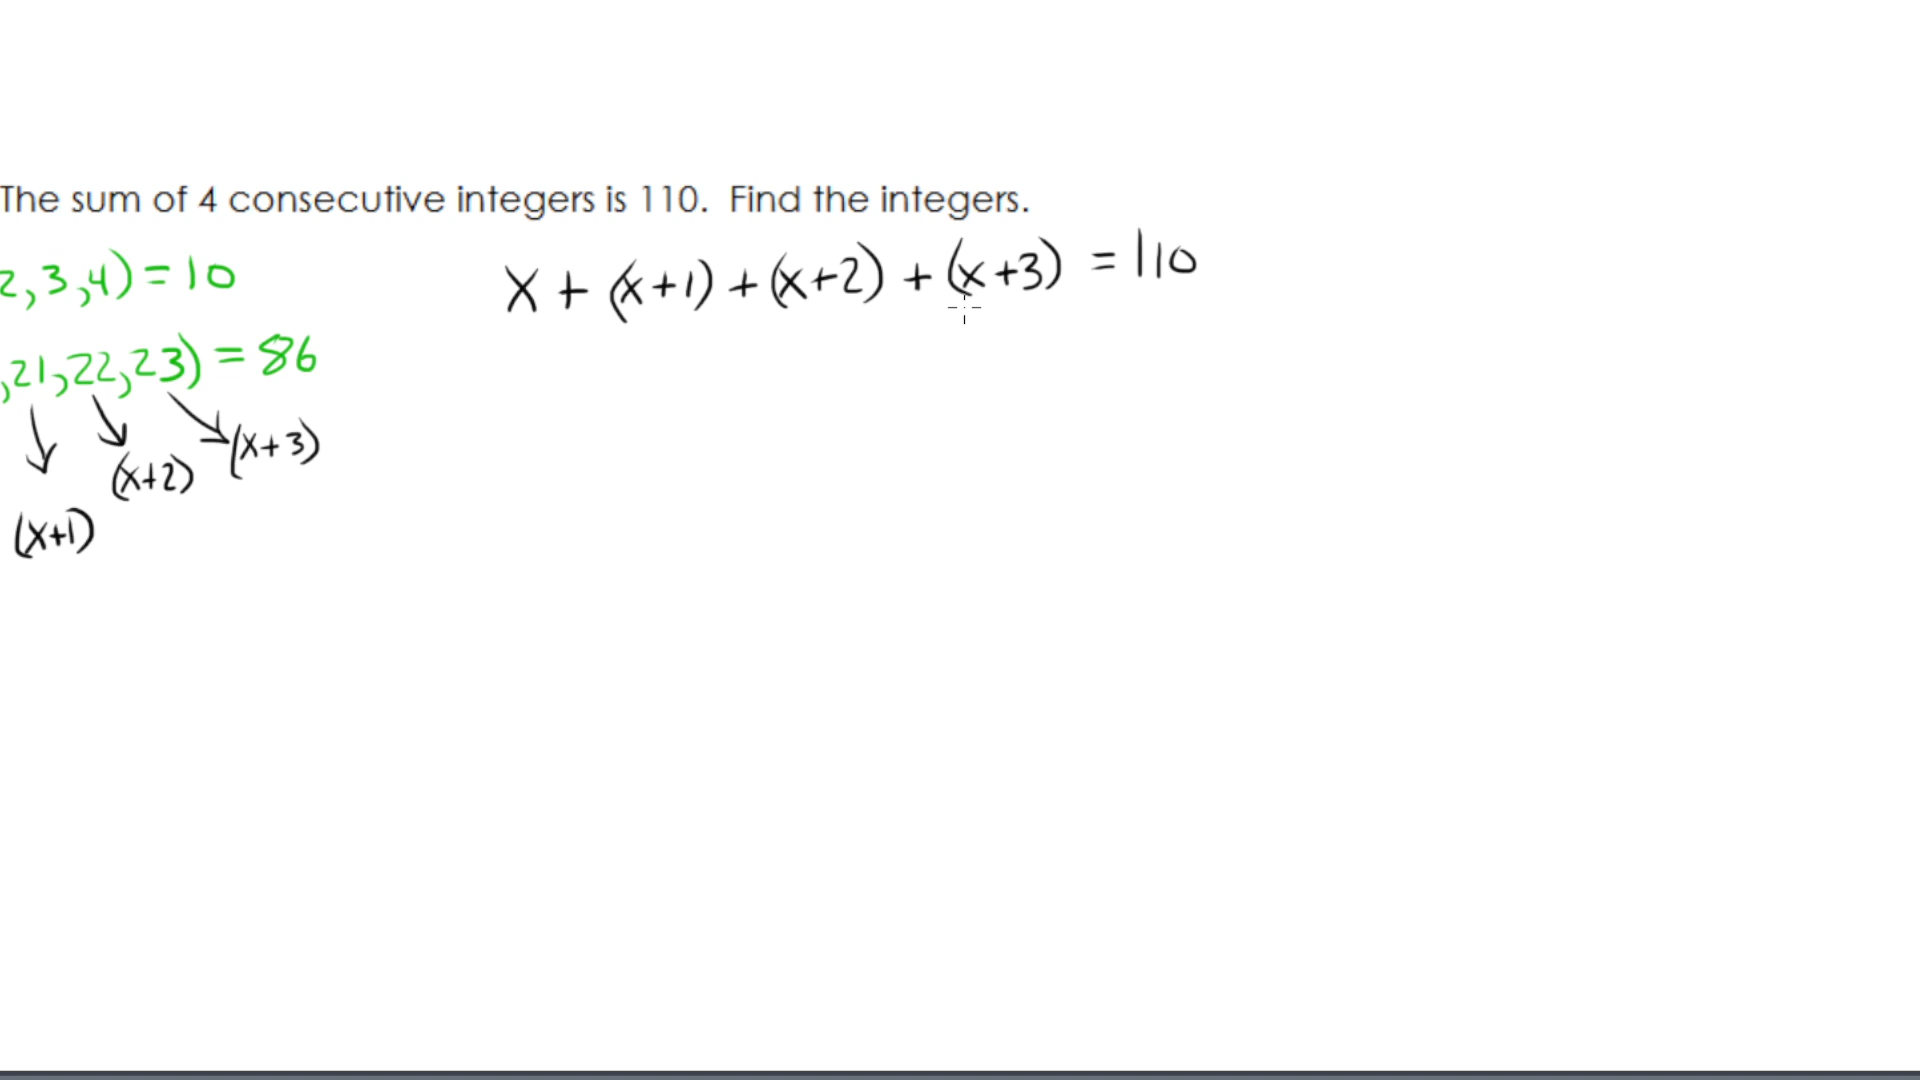 The sum of 4 consecutive integers is 110. Find the integers.
2,3,4)=10
x+(x+1)+(x+2)+(x+3)=110
,21,22,23)=86
(x+3)
(x+2)
(x+1)